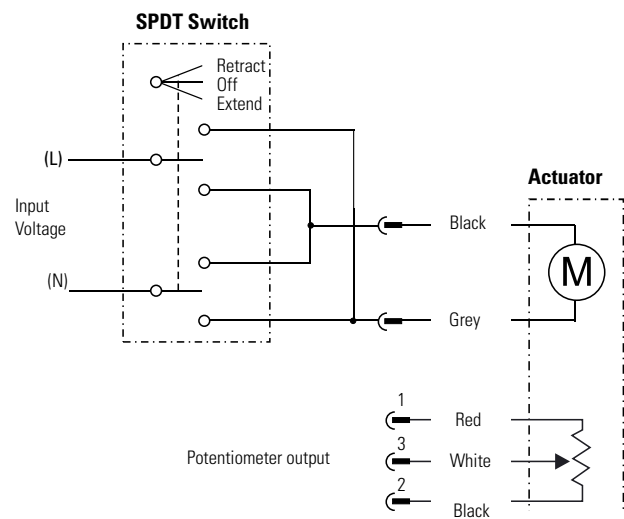 SPDT Switch
Retract
Off
Extend
(L)
Input
Voltage
(N)
Actuator
Black
M
Grey
1
Red
3
Potentiometer output
White
2
Black